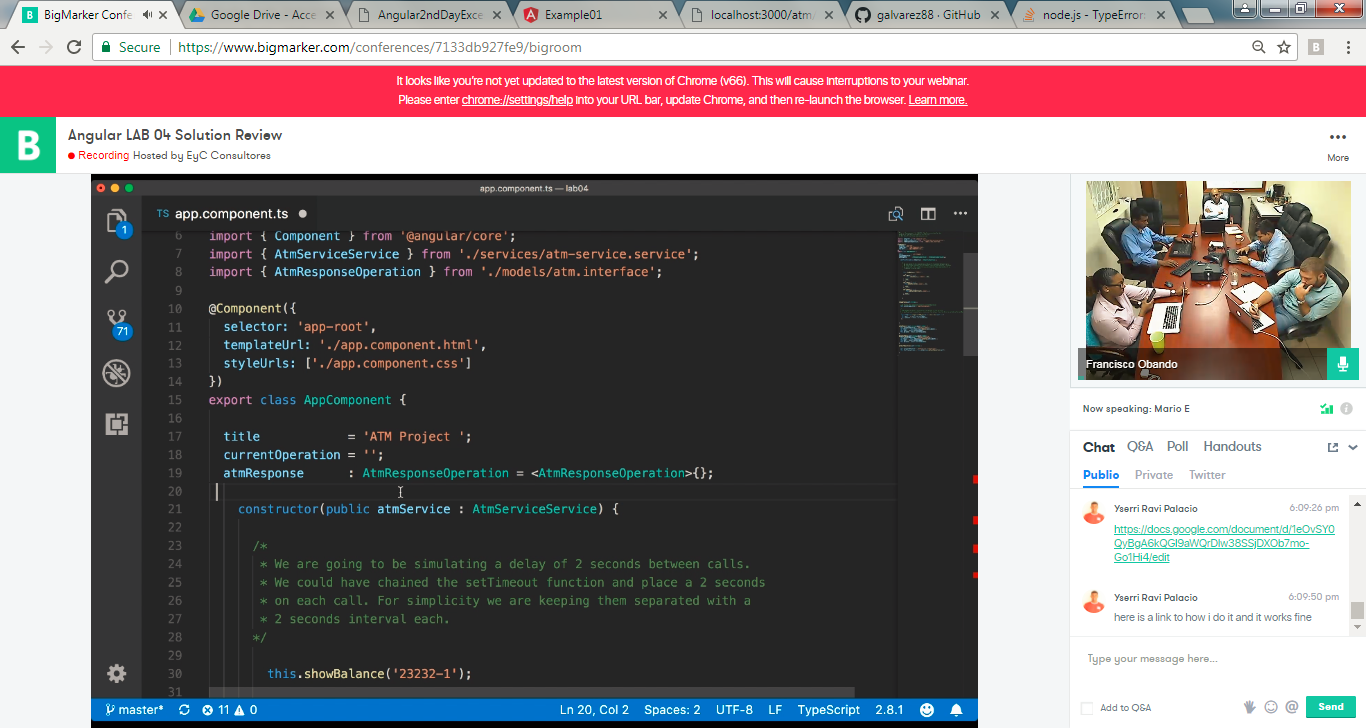 BigMarker Confe
Google Drive - Acce
Angular2ndDayExce
Example01
localhost:3000/atm/
galvarez88 · GitHub
node.js - TypeError:
Secure
https://www.bigmarker.com/conferences/7133db927fe9/bigroom
It looks like you're not yet updated to the latest version of Chrome (v66). This will cause interruptions to your webinar.
Please enter chrome://settings/help into your URL bar, update Chrome, and then re-launch the browser. Learn more.
B
Angular LAB 04 Solution Review
Recording Hosted by EyC Consultores
More
app.component.ts — lab04
TS app.component.ts
1
71
6 import { Component } from '@angular/core';
7 import { AtmServiceService } from './services/atm-service.service';
8 import { AtmResponseOperation } from './models/atm.interface';
9
10 @Component({
11 selector: 'app-root',
12 templateUrl: './app.component.html',
13 styleUrls: ['./app.component.css']
14 })
15 export class AppComponent {
16
17 title = 'ATM Project ';
18 currentOperation = '';
19 atmResponse : AtmResponseOperation = <AtmResponseOperation>{};
20
21 constructor(public atmService : AtmServiceService) {
22
23 /*
24 * We are going to be simulating a delay of 2 seconds between calls.
25 * We could have chained the setTimeout function and place a 2 seconds
26 * on each call. For simplicity we are keeping them separated with a
27 * 2 seconds interval each.
28 */
29
30 this.showBalance('23232-1');
31
master* 11 0 Ln 20, Col 2 Spaces: 2 UTF-8 LF TypeScript 2.8.1
Francisco Obando
Now speaking: Mario E
Chat Q&A Poll Handouts
Public Private Twitter
Yserri Ravi Palacio 6:09:26 pm
https://docs.google.com/document/d/1eOvSY0
QyBgA6kQGI9aWQrDIw38SSjDXOb7mo-
Go1Hi4/edit
Yserri Ravi Palacio 6:09:50 pm
here is a link to how i do it and it works fine
Type your message here...
Add to Q&A
Send